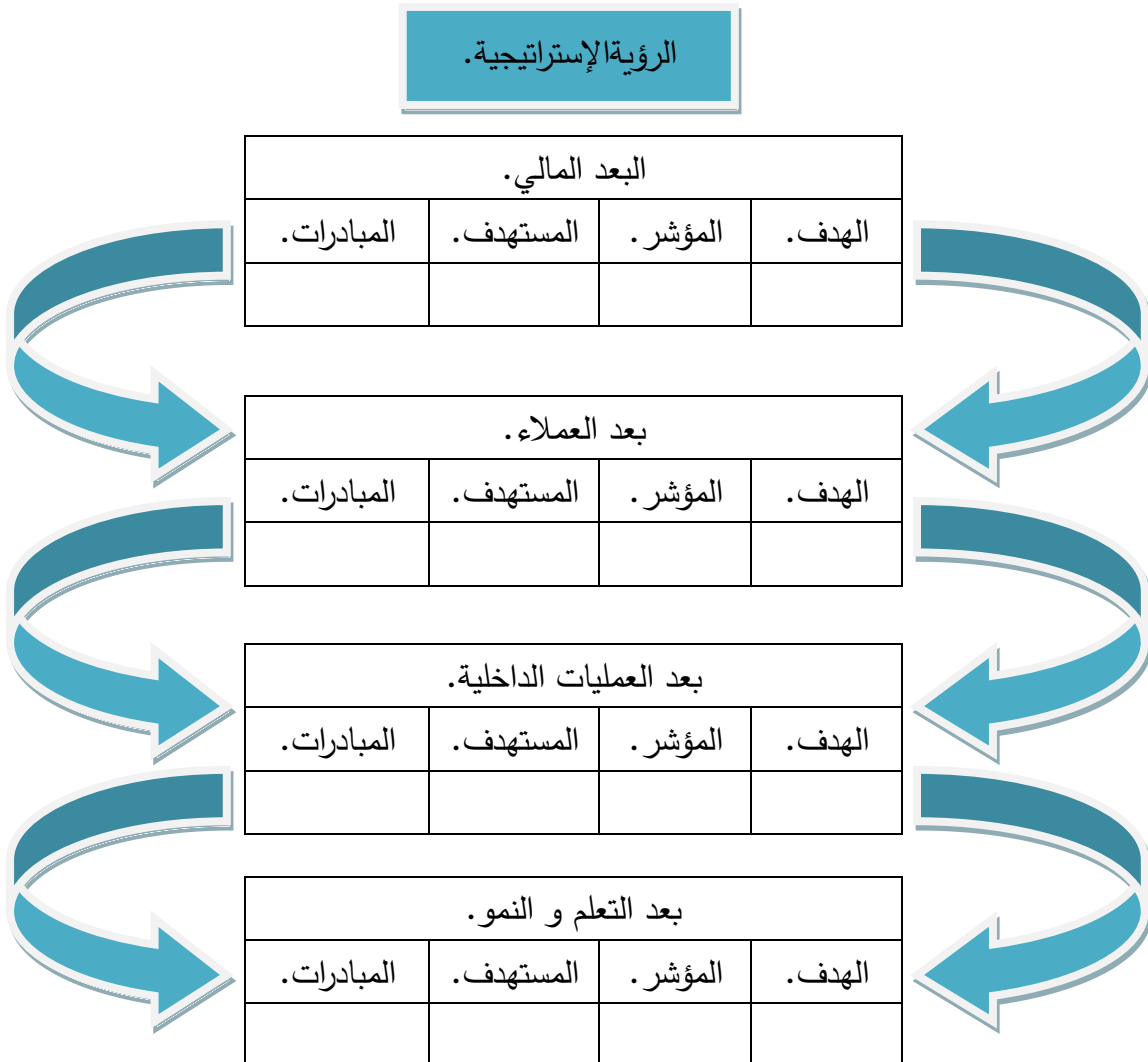 الرؤيةالإستراتيجية.
البعد المالي.
الهدف. المؤشر. المستهدف. المبادرات.
بعد العملاء.
الهدف. المؤشر. المستهدف. المبادرات.
بعد العمليات الداخلية.
الهدف. المؤشر. المستهدف. المبادرات.
بعد التعلم و النمو.
الهدف. المؤشر. المستهدف. المبادرات.